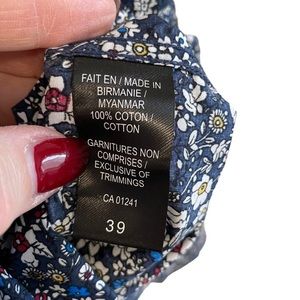 FAIT EN / MADE IN
BIRMANIE /
MYANMAR
100% COTON /
COTTON
GARNITURES NON
COMPRISES /
EXCLUSIVE OF
TRIMMINGS
CA 01241
39